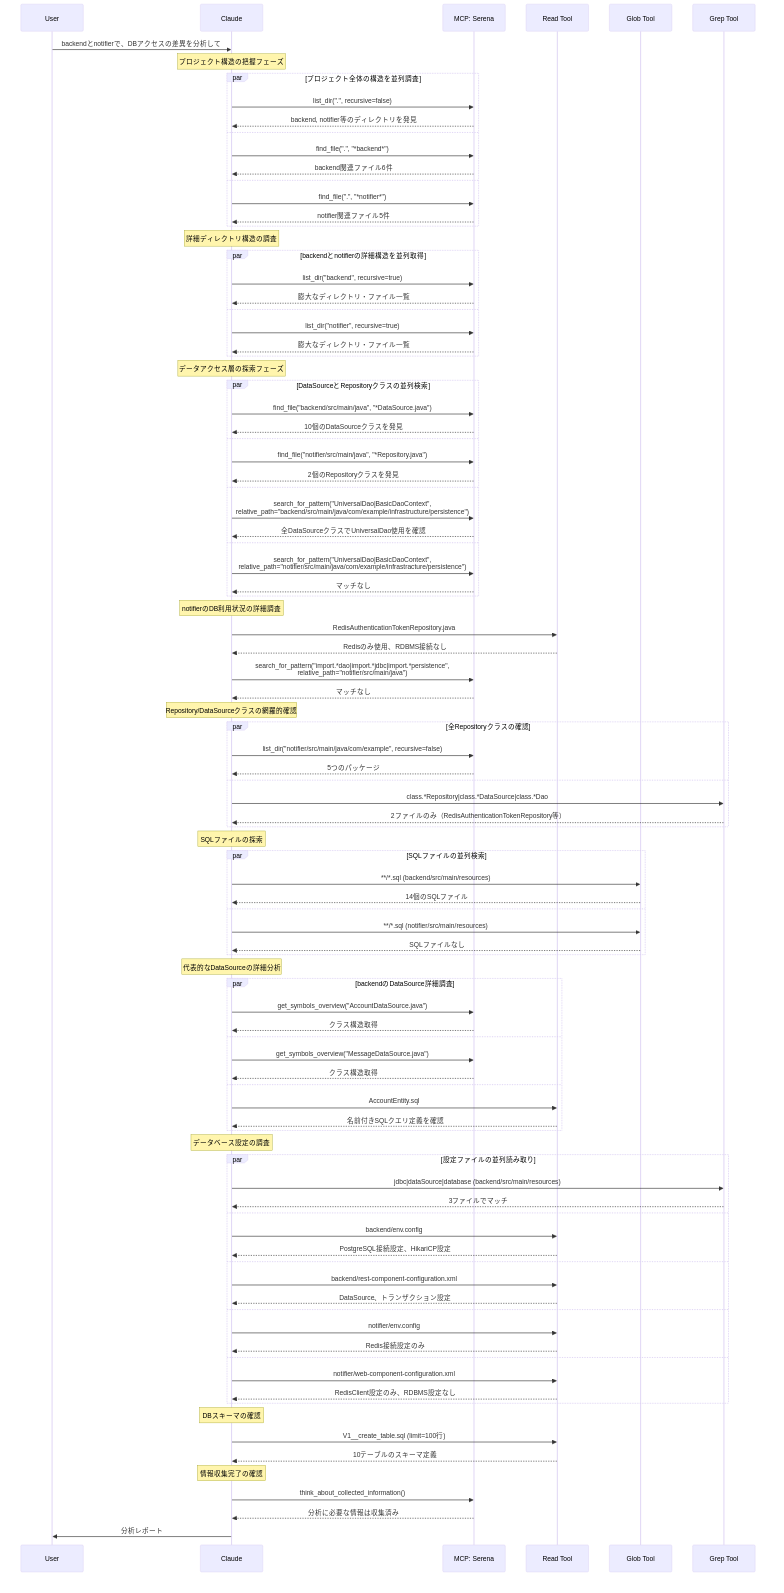 User Claude MCP: Serena Read Tool Glob Tool Grep Tool
backendとnotifierで、DBアクセスの差異を分析して
プロジェクト構造の把握フェーズ
par [プロジェクト全体の構造を並列調査]
list_dir(".", recursive=false)
backend, notifier等のディレクトリを発見
find_file(".", "*backend*")
backend関連ファイル6件
find_file(".", "*notifier*")
notifier関連ファイル5件
詳細ディレクトリ構造の調査
par [backendとnotifierの詳細構造を並列取得]
list_dir("backend", recursive=true)
膨大なディレクトリ・ファイル一覧
list_dir("notifier", recursive=true)
膨大なディレクトリ・ファイル一覧
データアクセス層の探索フェーズ
par [DataSourceとRepositoryクラスの並列検索]
find_file("backend/src/main/java", "*DataSource.java")
10個のDataSourceクラスを発見
find_file("notifier/src/main/java", "*Repository.java")
2個のRepositoryクラスを発見
search_for_pattern("UniversalDao|BasicDaoContext",
relative_path="backend/src/main/java/com/example/infrastructure/persistence")
全DataSourceクラスでUniversalDao使用を確認
search_for_pattern("UniversalDao|BasicDaoContext",
relative_path="notifier/src/main/java/com/example/infrastracture/persistence")
マッチなし
notifierのDB利用状況の詳細調査
RedisAuthenticationTokenRepository.java
Redisのみ使用、RDBMS接続なし
search_for_pattern("import.*dao|import.*jdbc|import.*persistence",
relative_path="notifier/src/main/java")
マッチなし
Repository/DataSourceクラスの網羅的確認
par [全Repositoryクラスの確認]
list_dir("notifier/src/main/java/com/example", recursive=false)
5つのパッケージ
class.*Repository|class.*DataSource|class.*Dao
2ファイルのみ（RedisAuthenticationTokenRepository等）
SQLファイルの探索
par [SQLファイルの並列検索]
**/*.sql (backend/src/main/resources)
14個のSQLファイル
**/*.sql (notifier/src/main/resources)
SQLファイルなし
代表的なDataSourceの詳細分析
par [backendのDataSource詳細調査]
get_symbols_overview("AccountDataSource.java")
クラス構造取得
get_symbols_overview("MessageDataSource.java")
クラス構造取得
AccountEntity.sql
名前付きSQLクエリ定義を確認
データベース設定の調査
par [設定ファイルの並列読み取り]
jdbc|dataSource|database (backend/src/main/resources)
3ファイルでマッチ
backend/env.config
PostgreSQL接続設定、HikariCP設定
backend/rest-component-configuration.xml
DataSource、トランザクション設定
notifier/env.config
Redis接続設定のみ
notifier/web-component-configuration.xml
RedisClient設定のみ、RDBMS設定なし
DBスキーマの確認
V1__create_table.sql (limit=100行)
10テーブルのスキーマ定義
情報収集完了の確認
think_about_collected_information()
分析に必要な情報は収集済み
分析レポート
User Claude MCP: Serena Read Tool Glob Tool Grep Tool